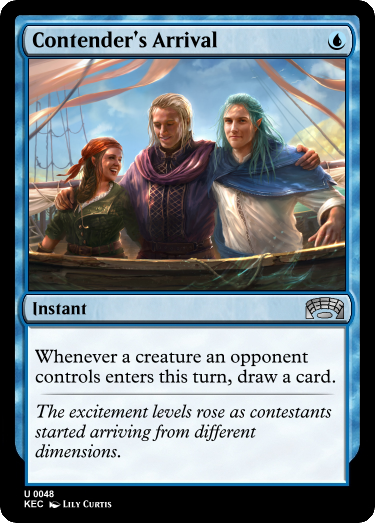 Contender's Arrival
Instant
Whenever a creature an opponent
controls enters this turn, draw a card.
The excitement levels rose as contestants
started arriving from different
dimensions.
U 0048
KEC Lily Curtis